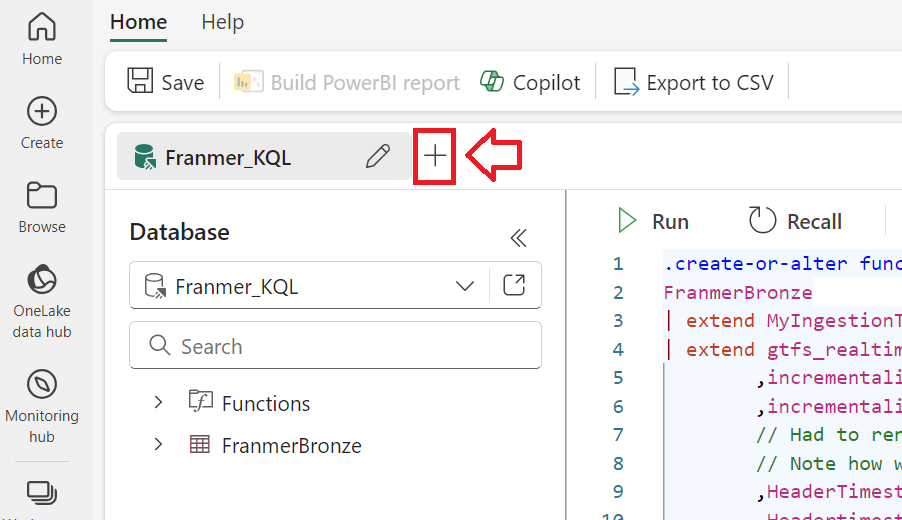 Home
Help
Home
Create
Browse
OneLake
data hub
Monitoring
hub
Save
Build PowerBI report
Copilot
Export to CSV
Franmer_KQL
Database
Franmer_KQL
Search
Functions
FranmerBronze
Run
Recall
1 .create-or-alter func
2 FranmerBronze
3 | extend MyIngestionT
4 | extend gtfs_realtim
5 ,incrementali
6 ,incrementali
7 // Had to ren
8 // Note how w
9 ,HeaderTimest
10 ,Headertimest